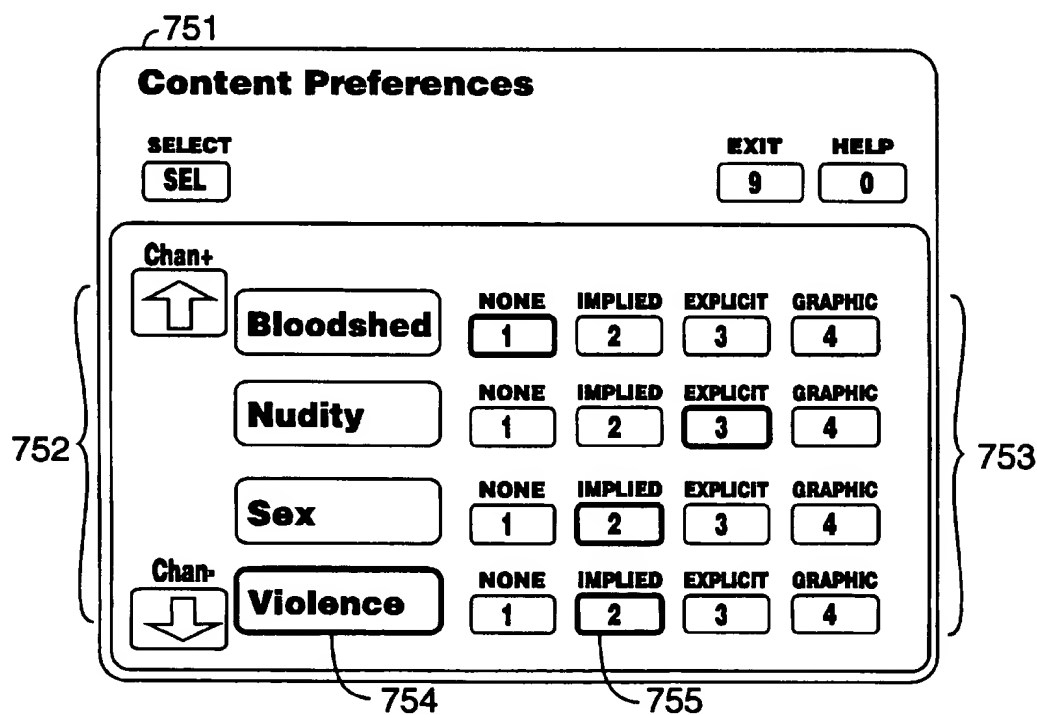 751
Content Preferences
SELECT EXIT HELP
SEL 9 0
Chan+
NONE IMPLIED EXPLICIT GRAPHIC
Bloodshed 1 2 3 4
NONE IMPLIED EXPLICIT GRAPHIC
Nudity 1 2 3 4
752 753
NONE IMPLIED EXPLICIT GRAPHIC
Sex 1 2 3 4
Chan-
NONE IMPLIED EXPLICIT GRAPHIC
Violence 1 2 3 4
754 755